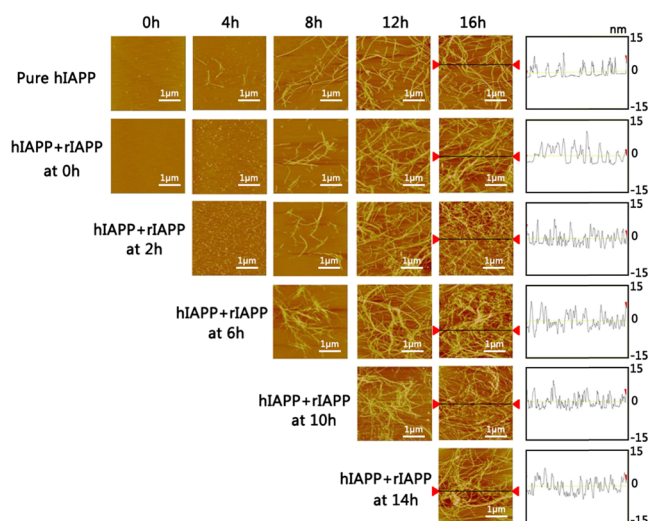 0h 4h 8h 12h 16h nm
Pure hIAPP 1μm 1μm 1μm 1μm 1μm 15
0
-15
hIAPP+rIAPP
at 0h 1μm 1μm 1μm 1μm 1μm 15
0
-15
hIAPP+rIAPP
at 2h 1μm 1μm 1μm 1μm 15
0
-15
hIAPP+rIAPP
at 6h 1μm 1μm 1μm 15
0
-15
hIAPP+rIAPP
at 10h 1μm 1μm 15
0
-15
hIAPP+rIAPP
at 14h 1μm 15
0
-15